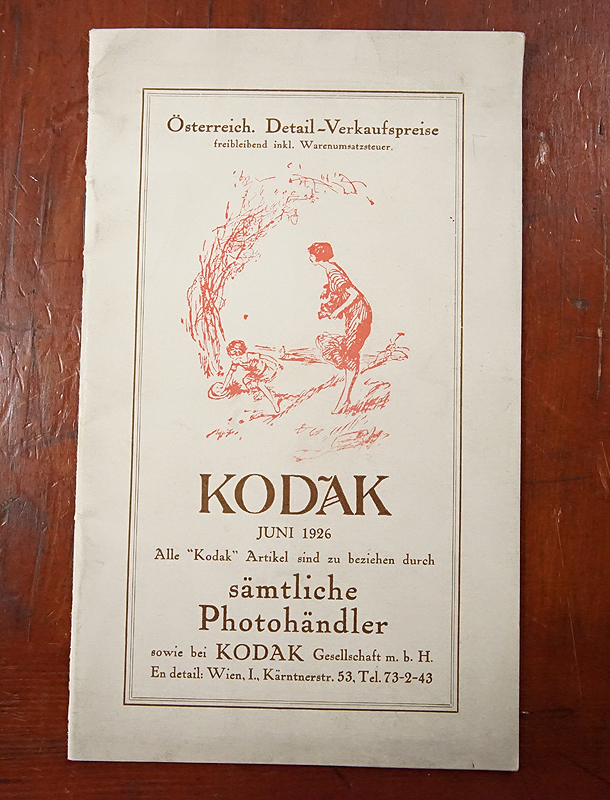 Österreich. Detail-Verkaufspreise
freibleibend inkl. Warenumsatzsteuer.
KODAK
JUNI 1926
Alle "Kodak" Artikel sind zu beziehen durch
sämtliche
Photohändler
sowie bei KODAK Gesellschaft m. b. H.
En detail: Wien, I., Kärntnerstr. 53, Tel. 73-2-43